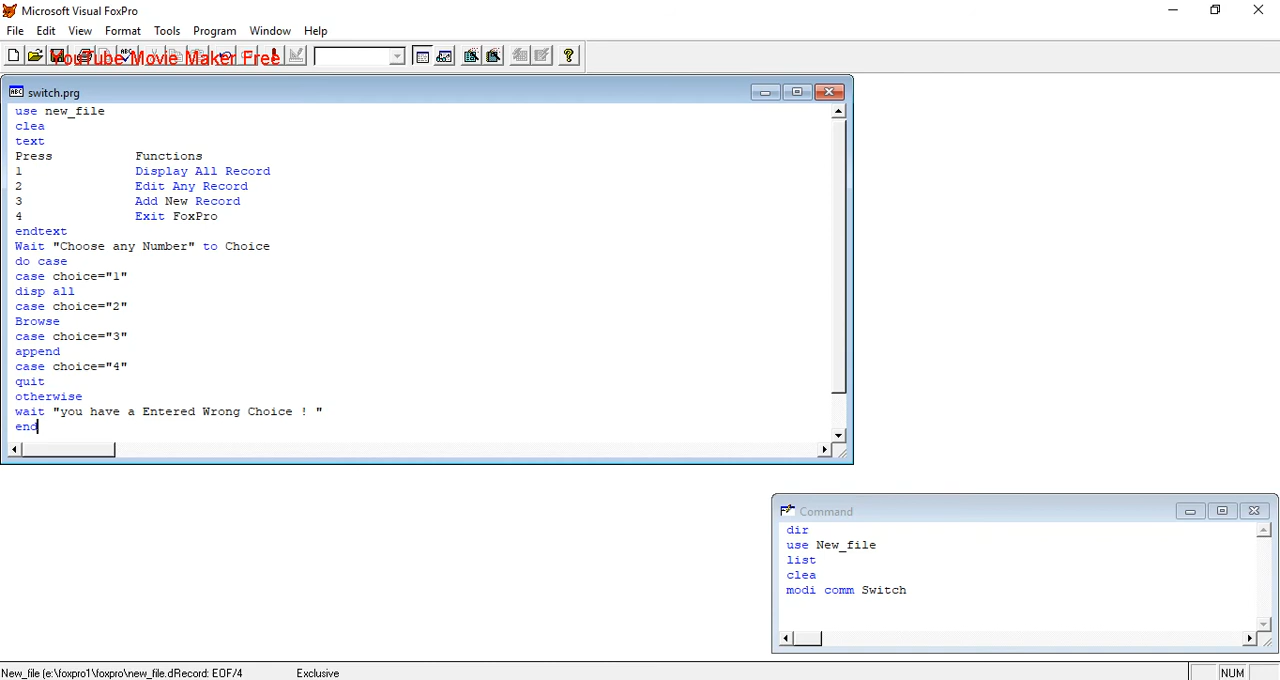 Microsoft Visual FoxPro
File Edit View Format Tools Program Window Help
YouTube Movie Maker Free
switch.prg
use new_file
clea
text
Press Functions
1 Display All Record
2 Edit Any Record
3 Add New Record
4 Exit FoxPro
endtext
Wait "Choose any Number" to Choice
do case
case choice="1"
disp all
case choice="2"
Browse
case choice="3"
append
case choice="4"
quit
otherwise
wait "you have a Entered Wrong Choice ! "
end
Command
dir
use New_file
list
clea
modi comm Switch
New_file (e:\foxpro1\foxpro\new_file.dRecord: EOF/4 Exclusive NUM